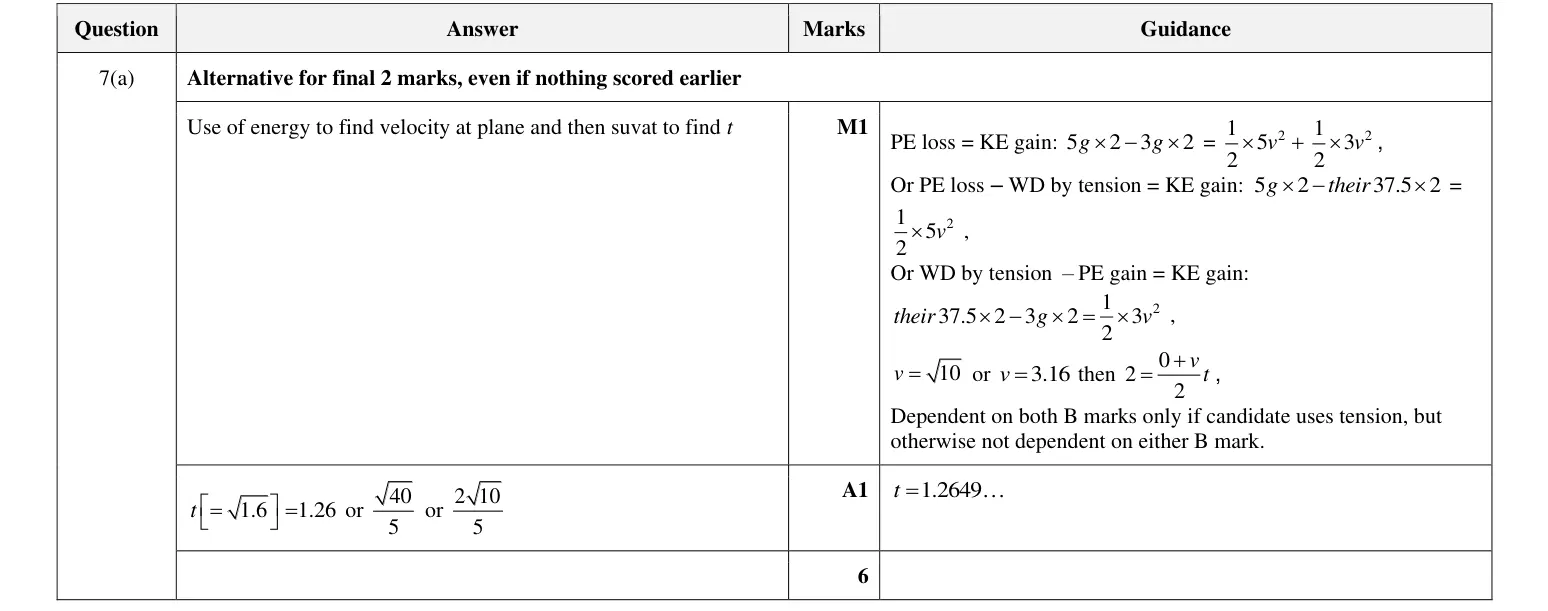 Question Answer Marks Guidance
7(a) Alternative for final 2 marks, even if nothing scored earlier
Use of energy to find velocity at plane and then suvat to find t M1
PE loss = KE gain: 5g × 2 − 3g × 2 = 1/2 × 5v² + 1/2 × 3v² ,
Or PE loss − WD by tension = KE gain: 5g × 2 − their 37.5 × 2 =
1/2 × 5v² ,
Or WD by tension − PE gain = KE gain:
their 37.5 × 2 − 3g × 2 = 1/2 × 3v² ,
v = √10 or v = 3.16 then 2 = (0 + v)/2 t ,
Dependent on both B marks only if candidate uses tension, but
otherwise not dependent on either B mark.
t[= √1.6] =1.26 or √40/5 or 2√10/5 A1 t =1.2649…
6